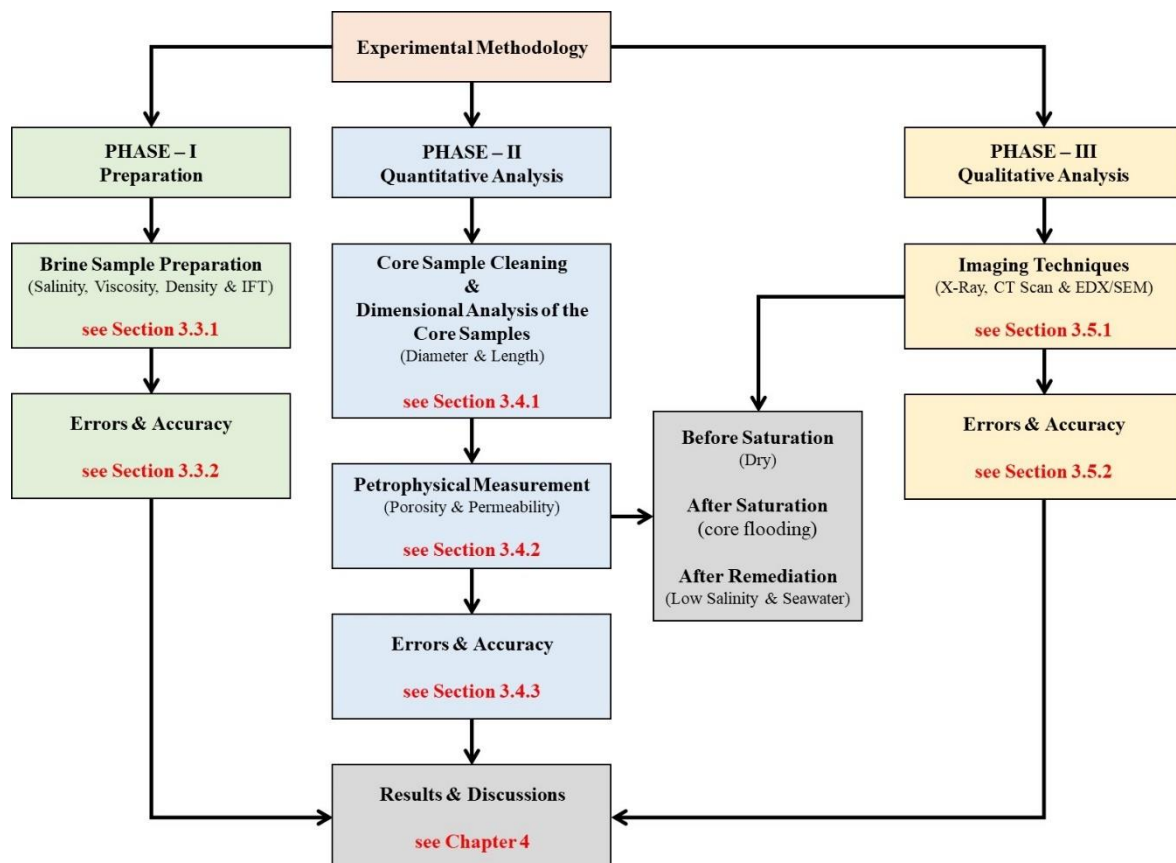 Experimental Methodology
PHASE – I
Preparation
PHASE – II
Quantitative Analysis
PHASE – III
Qualitative Analysis
Brine Sample Preparation
(Salinity, Viscosity, Density & IFT)
see Section 3.3.1
Core Sample Cleaning
&
Dimensional Analysis of the
Core Samples
(Diameter & Length)
see Section 3.4.1
Imaging Techniques
(X-Ray, CT Scan & EDX/SEM)
see Section 3.5.1
Errors & Accuracy
see Section 3.3.2
Petrophysical Measurement
(Porosity & Permeability)
see Section 3.4.2
Before Saturation
(Dry)
After Saturation
(core flooding)
After Remediation
(Low Salinity & Seawater)
Errors & Accuracy
see Section 3.5.2
Errors & Accuracy
see Section 3.4.3
Results & Discussions
see Chapter 4